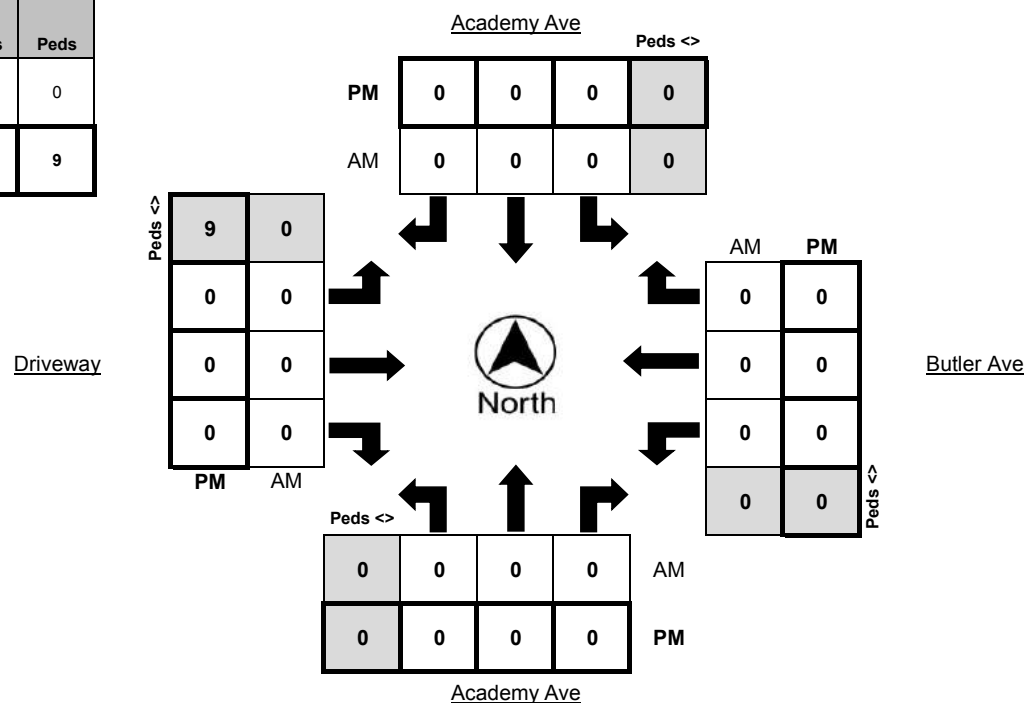 Academy Ave
s Peds
Peds <>
PM 0 0 0 0
0
AM 0 0 0 0
9
Peds <>
9 0
AM PM
0 0
0 0
0 0
0 0
Driveway
Butler Ave
North
0 0
0 0
PM AM
0 0
Peds <>
Peds <>
0 0 0 0 AM
0 0 0 0 PM
Academy Ave